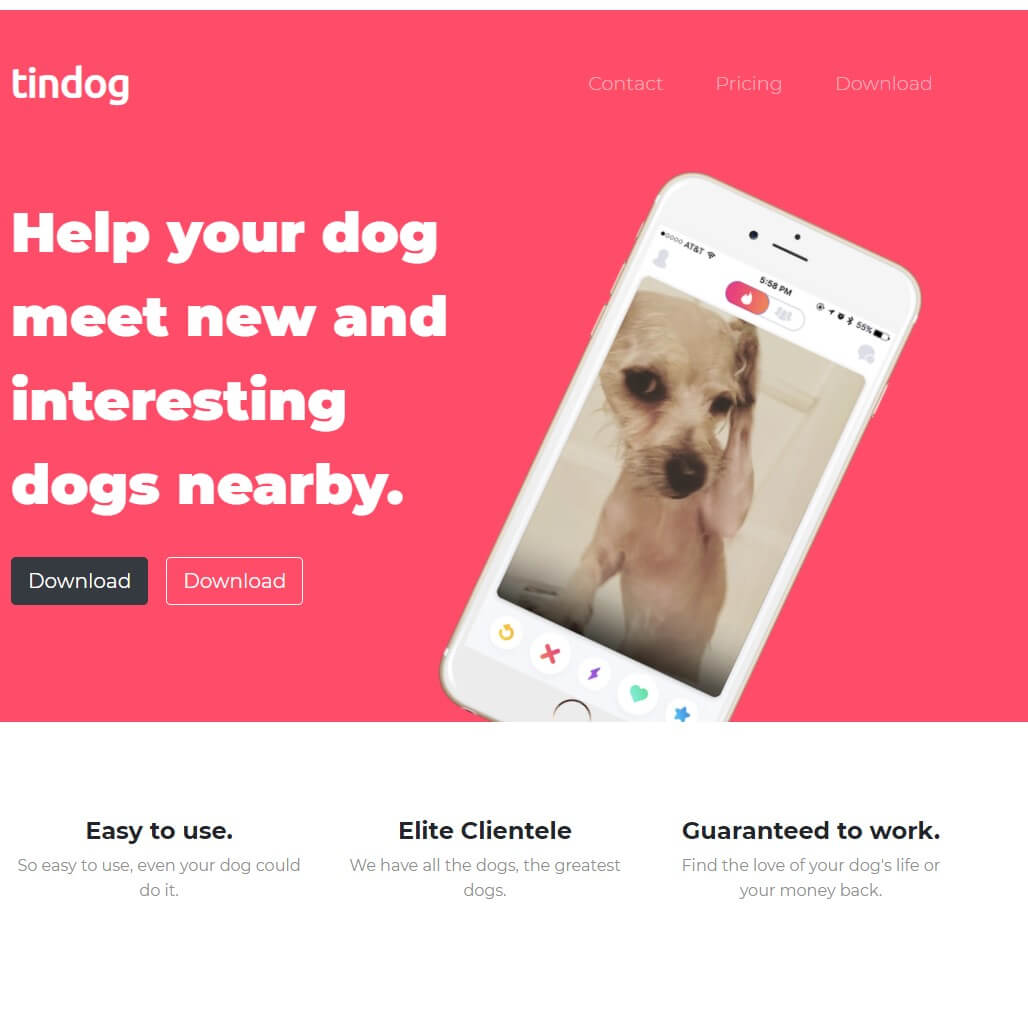 tindog
Contact Pricing Download
Help your dog
meet new and
interesting
dogs nearby.
Download Download
AT&T
5:58 PM
55%
Easy to use.
So easy to use, even your dog could
do it.
Elite Clientele
We have all the dogs, the greatest
dogs.
Guaranteed to work.
Find the love of your dog's life or
your money back.